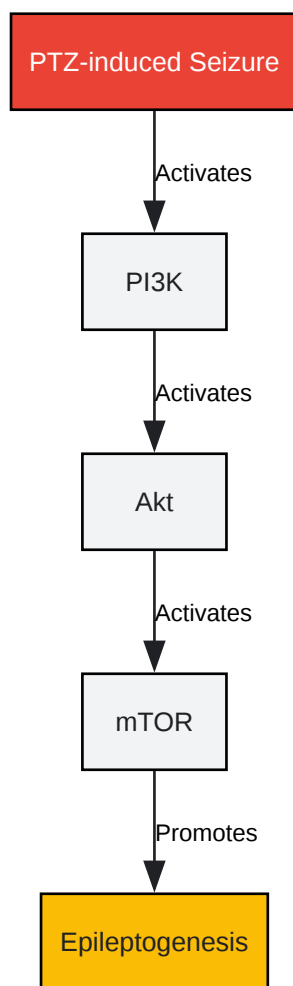 PTZ-induced Seizure
Activates
PI3K
Activates
Akt
Activates
mTOR
Promotes
Epileptogenesis